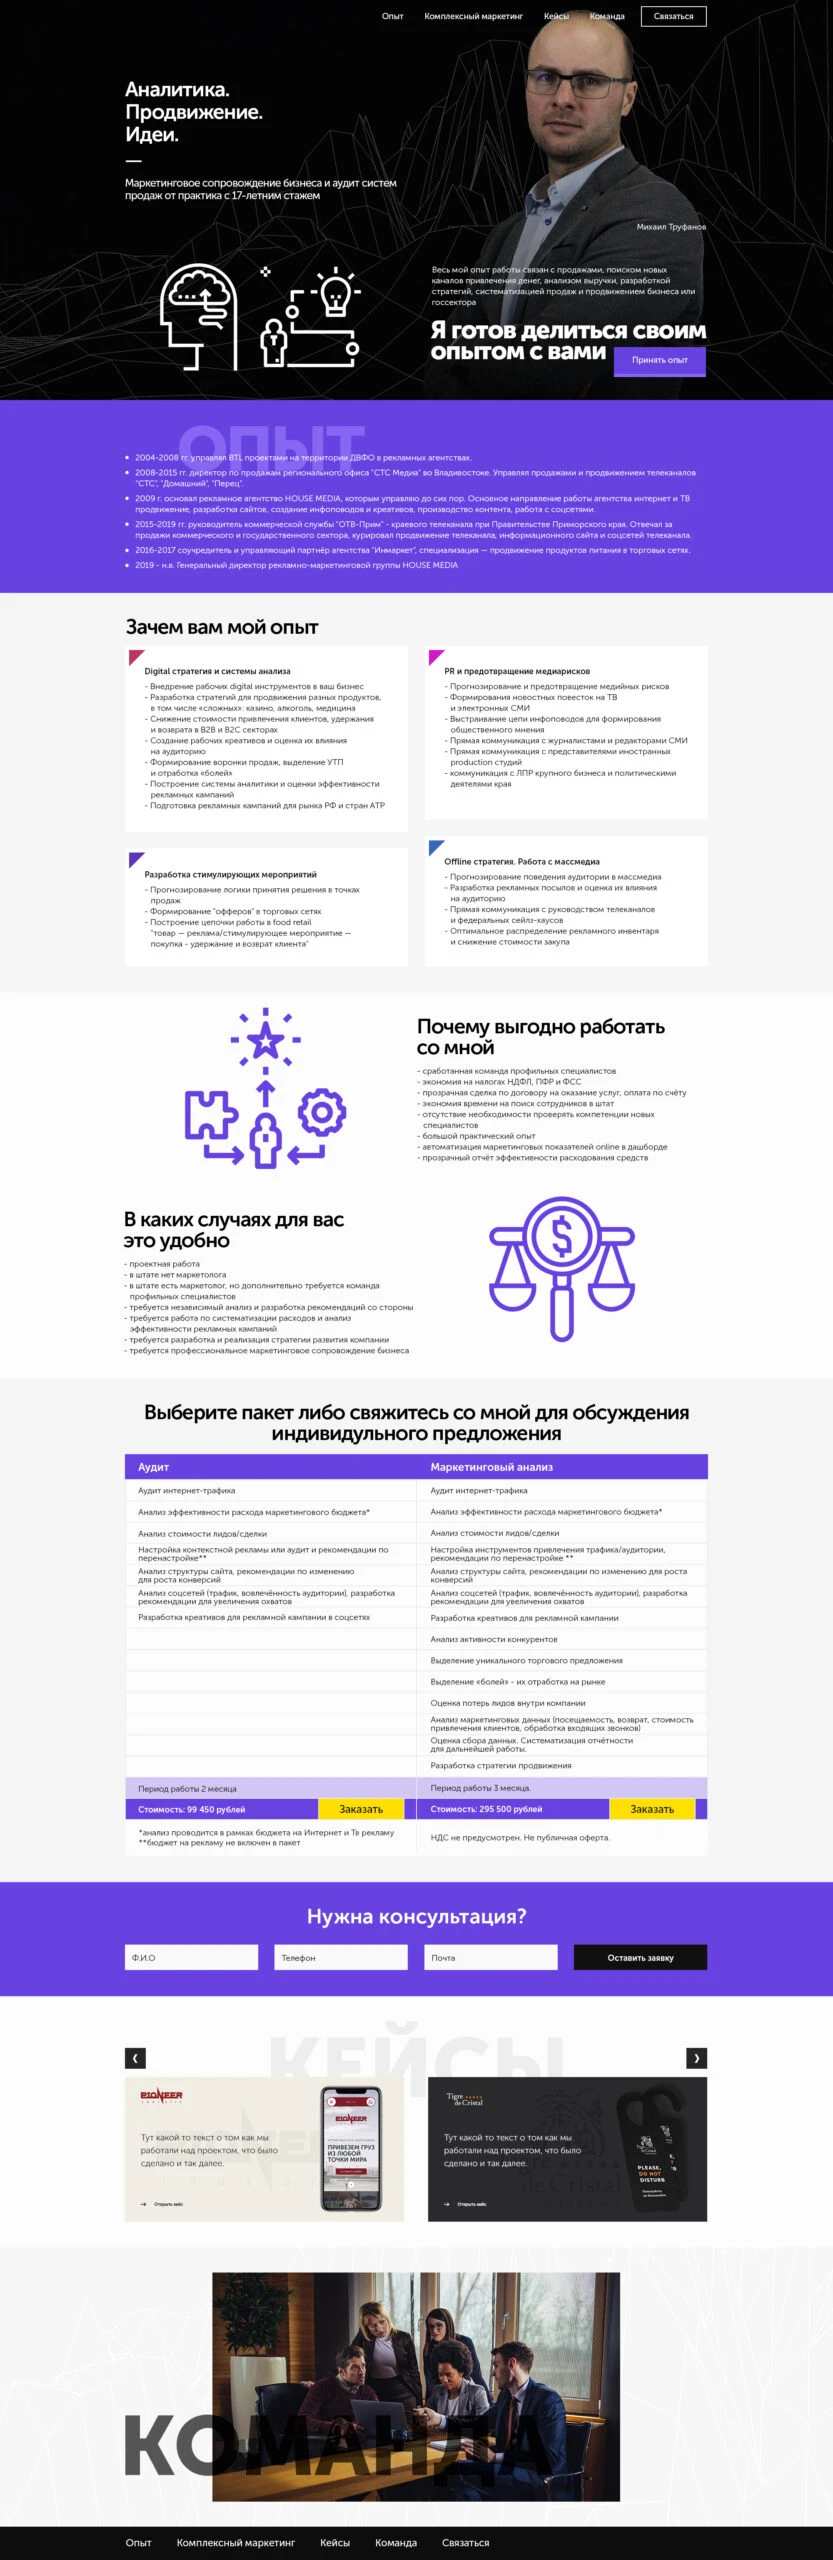 Опыт
Комплексный маркетинг
Кейсы
Команда
Связаться
Аналитика.
Продвижение.
Идеи.
Маркетинговое сопровождение бизнеса и аудит систем
продаж от практика с 17-летним стажем
Михаил Труфанов
Весь мой опыт работы связан с продажами, поиском новых
каналов привлечения денег, анализом выручки, разработкой
стратегий, систематизацией продаж и продвижением бизнеса или
госсектора
Я готов делиться своим
опытом с вами
Принять опыт
ОПЫТ
2004-2008 гг. управлял BTL проектами на территории ДВФО в рекламных агентствах.
2008-2015 гг. директор по продажам регионального офиса "СТС Медиа" во Владивостоке. Управлял продажами и продвижением телеканалов
"СТС", "Домашний", "Перец".
2009 г. основал рекламное агентство HOUSE MEDIA, которым управляю до сих пор. Основное направление работы агентства интернет и ТВ
продвижение, разработка сайтов, создание инфоповодов и креативов, производство контента, работа с соцсетями.
2015-2019 гг. руководитель коммерческой службы "ОТВ-Прим" - краевого телеканала при Правительстве Приморского края. Отвечал за
продажи коммерческого и государственного сектора, курировал продвижение телеканала, информационного сайта и соцсетей телеканала.
2016-2017 соучредитель и управляющий партнёр агентства "Инмаркет", специализация — продвижение продуктов питания в торговых сетях.
2019 - н.в. Генеральный директор рекламно-маркетинговой группы HOUSE MEDIA
Зачем вам мой опыт
Digital стратегия и системы анализа
- Внедрение рабочих digital инструментов в ваш бизнес
- Разработка стратегий для продвижения разных продуктов,
в том числе «сложных»: казино, алкоголь, медицина
- Снижение стоимости привлечения клиентов, удержания
и возврата в B2B и B2C секторах
- Создание рабочих креативов и оценка их влияния
на аудиторию
- Формирование воронки продаж, выделение УТП
и отработка «болей»
- Построение системы аналитики и оценки эффективности
рекламных кампаний
- Подготовка рекламных кампаний для рынка РФ и стран АТР
PR и предотвращение медиарисков
- Прогнозирование и предотвращение медийных рисков
- Формирования новостных повесток на ТВ
и электронных СМИ
- Выстраивание цепи инфоповодов для формирования
общественного мнения
- Прямая коммуникация с журналистами и редакторами СМИ
- Прямая коммуникация с представителями иностранных
production студий
- коммуникация с ЛПР крупного бизнеса и политическими
деятелями края
Разработка стимулирующих мероприятий
- Прогнозирование логики принятия решения в точках
продаж
- Формирование "офферов" в торговых сетях
- Построение цепочки работы в food retail
"товар — реклама/стимулирующее мероприятие —
покупка - удержание и возврат клиента"
Offline стратегия. Работа с массмедиа
- Прогнозирование поведения аудитории в массмедиа
- Разработка рекламных посылов и оценка их влияния
на аудиторию
- Прямая коммуникация с руководством телеканалов
и федеральных сейлз-хаусов
- Оптимальное распределение рекламного инвентаря
и снижение стоимости закупа
Почему выгодно работать
со мной
- сработанная команда профильных специалистов
- экономия на налогах НДФЛ, ПФР и ФСС
- прозрачная сделка по договору на оказание услуг, оплата по счёту
- экономия времени на поиск сотрудников в штат
- отсутствие необходимости проверять компетенции новых
специалистов
- большой практический опыт
- автоматизация маркетинговых показателей online в дашборде
- прозрачный отчёт эффективности расходования средств
В каких случаях для вас
это удобно
- проектная работа
- в штате нет маркетолога
- в штате есть маркетолог, но дополнительно требуется команда
профильных специалистов
- требуется независимый анализ и разработка рекомендаций со стороны
- требуется работа по систематизации расходов и анализ
эффективности рекламных кампаний
- требуется разработка и реализация стратегии развития компании
- требуется профессиональное маркетинговое сопровождение бизнеса
Выберите пакет либо свяжитесь со мной для обсуждения
индивидульного предложения
Аудит
Маркетинговый анализ
Аудит интернет-трафика
Аудит интернет-трафика
Анализ эффективности расхода маркетингового бюджета*
Анализ эффективности расхода маркетингового бюджета*
Анализ стоимости лидов/сделки
Анализ стоимости лидов/сделки
Настройка контекстной рекламы или аудит и рекомендации по
перенастройке**
Настройка инструментов привлечения трафика/аудитории,
рекомендации по перенастройке **
Анализ структуры сайта, рекомендации по изменению
для роста конверсий
Анализ структуры сайта, рекомендации по изменению для роста
конверсий
Анализ соцсетей (трафик, вовлечённость аудитории), разработка
рекомендации для увеличения охватов
Анализ соцсетей (трафик, вовлечённость аудитории), разработка
рекомендации для увеличения охватов
Разработка креативов для рекламной кампании в соцсетях
Разработка креативов для рекламной кампании
Анализ активности конкурентов
Выделение уникального торгового предложения
Выделение «болей» - их отработка на рынке
Оценка потерь лидов внутри компании
Анализ маркетинговых данных (посещаемость, возврат, стоимость
привлечения клиентов, обработка входящих звонков)
Оценка сбора данных. Систематизация отчётности
для дальнейшей работы.
Разработка стратегии продвижения
Период работы 2 месяца
Период работы 3 месяца.
Стоимость: 99 450 рублей
Заказать
Стоимость: 295 500 рублей
Заказать
*анализ проводится в рамках бюджета на Интернет и Тв рекламу
**бюджет на рекламу не включен в пакет
НДС не предусмотрен. Не публичная оферта.
Нужна консультация?
Ф.И.О
Телефон
Почта
Оставить заявку
КЕЙСЫ
PIONEER
LOGISTICS
Тут какой то текст о том как мы
работали над проектом, что было
сделано и так далее.
Открыть кейс
PIONEER
ПРИВЕЗЕМ ГРУЗ
ИЗ ЛЮБОЙ
ТОЧКИ МИРА
Tigre
de Cristal
Тут какой то текст о том как мы
работали над проектом, что было
сделано и так далее.
Открыть кейс
de Cristal
PLEASE,
DO NOT
DISTURB
КОМАНДА
Опыт
Комплексный маркетинг
Кейсы
Команда
Связаться